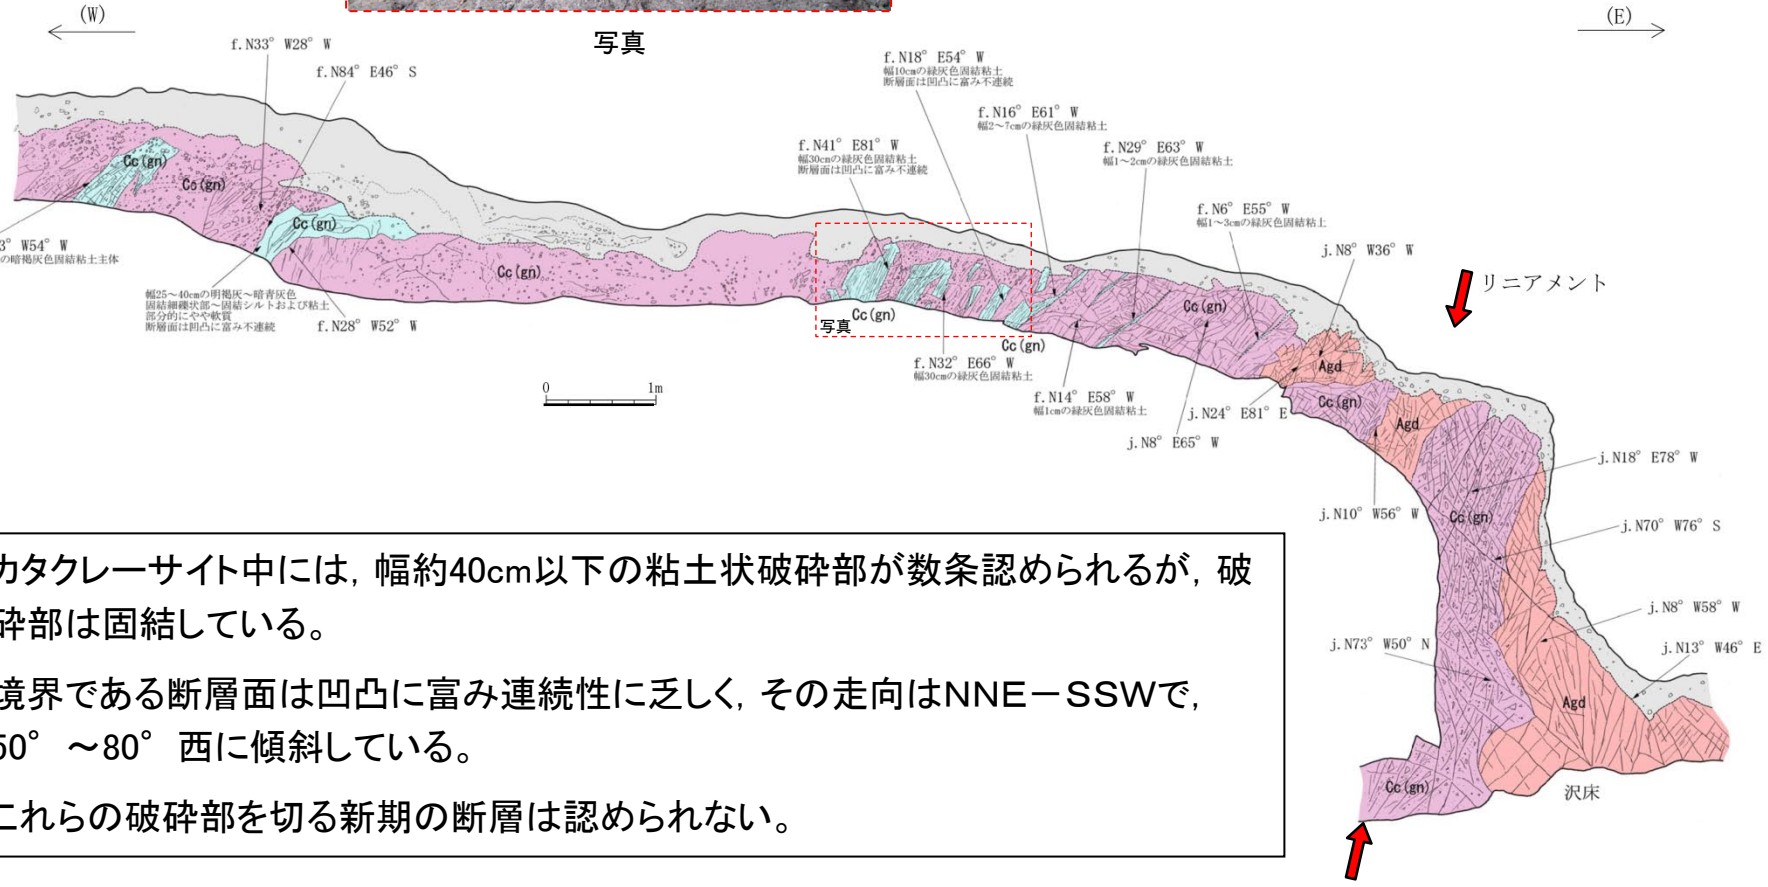 (W)
(E)
写真
f. N33° W28° W
f. N84° E46° S
f. N18° E54° W
幅10cmの緑灰色固結粘土
断層面は凹凸に富み不連続
f. N16° E61° W
幅2～7cmの緑灰色固結粘土
f. N41° E81° W
幅30cmの緑灰色固結粘土
断層面は凹凸に富み不連続
f. N29° E63° W
幅1～2cmの緑灰色固結粘土
f. N6° E55° W
幅1～3cmの緑灰色固結粘土
j. N8° W36° W
リニアメント
Cc(gn)
Cc(gn)
Cc(gn)
Cc(gn)
Cc(gn)
3° W54° W
の暗褐灰色固結粘土主体
幅25～40cmの明褐灰～暗青灰色
固結細礫状部～固結シルトおよび粘土
部分的にやや軟質
断層面は凹凸に富み不連続
f. N28° W52° W
写真
Cc(gn)
Cc(gn)
f. N32° E66° W
幅30cmの緑灰色固結粘土
f. N14° E58° W
幅1cmの緑灰色固結粘土
0 1m
Agd
Cc(gn)
j. N24° E81° E
Agd
j. N8° E65° W
j. N18° E78° W
j. N10° W56° W
Cc(gn)
j. N70° W76° S
j. N8° W58° W
j. N73° W50° N
j. N13° W46° E
Agd
Cc(gn)
沢床
カタクレーサイト中には，幅約40cm以下の粘土状破砕部が数条認められるが，破
砕部は固結している。
境界である断層面は凹凸に富み連続性に乏しく，その走向はNNE－SSWで，
50°～80°西に傾斜している。
これらの破砕部を切る新期の断層は認められない。